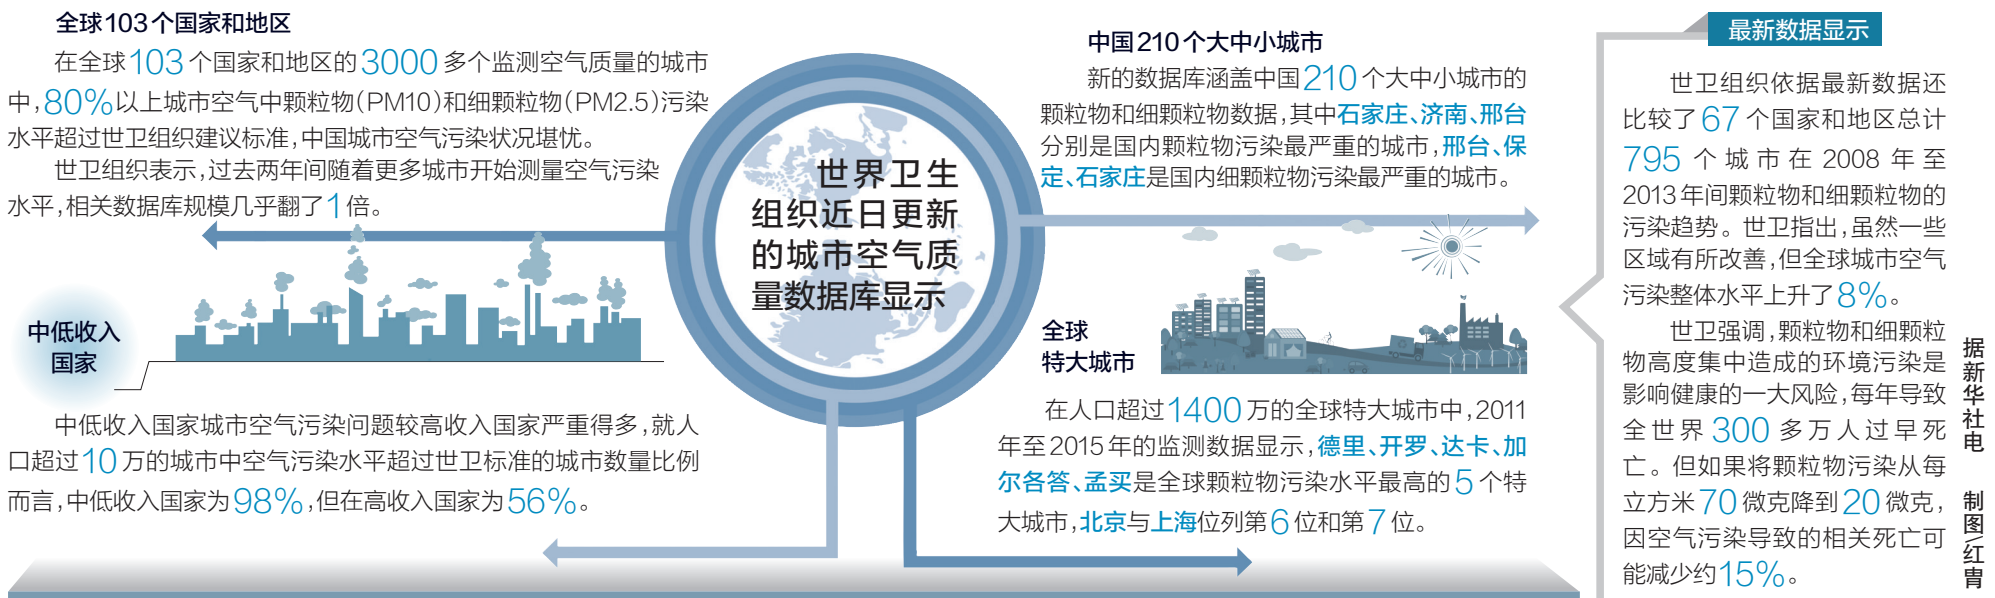 全球103个国家和地区
在全球103个国家和地区的3000多个监测空气质量的城市
中,80%以上城市空气中颗粒物(PM10)和细颗粒物(PM2.5)污染
水平超过世卫组织建议标准,中国城市空气污染状况堪忧。
世卫组织表示,过去两年间随着更多城市开始测量空气污染
水平,相关数据库规模几乎翻了1倍。
中低收入
国家
中低收入国家城市空气污染问题较高收入国家严重得多,就人
口超过10万的城市中空气污染水平超过世卫标准的城市数量比例
而言,中低收入国家为98%,但在高收入国家为56%。
世界卫生
组织近日更新
的城市空气质
量数据库显示
中国210个大中小城市
新的数据库涵盖中国210个大中小城市的
颗粒物和细颗粒物数据,其中石家庄、济南、邢台
分别是国内颗粒物污染最严重的城市,邢台、保
定、石家庄是国内细颗粒物污染最严重的城市。
全球
特大城市
在人口超过1400万的全球特大城市中,2011
年至2015年的监测数据显示,德里、开罗、达卡、加
尔各答、孟买是全球颗粒物污染水平最高的5个特
大城市,北京与上海位列第6位和第7位。
最新数据显示
世卫组织依据最新数据还
比较了67个国家和地区总计
795个城市在2008年至
2013年间颗粒物和细颗粒物的
污染趋势。世卫指出,虽然一些
区域有所改善,但全球城市空气
污染整体水平上升了8%。
世卫强调,颗粒物和细颗粒
物高度集中造成的环境污染是
影响健康的一大风险,每年导致
全世界300多万人过早死
亡。但如果将颗粒物污染从每
立方米70微克降到20微克,
因空气污染导致的相关死亡可
能减少约15%。
据新华社电 制图/红胄